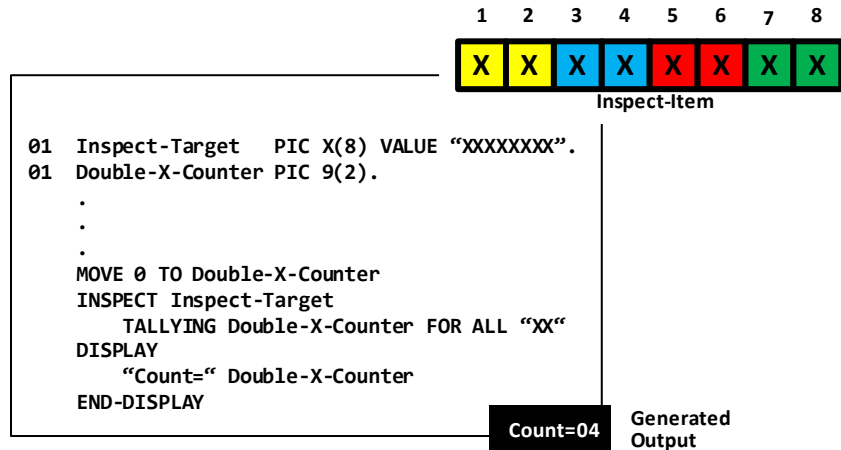 1 2 3 4 5 6 7 8
X X X X X X X X
Inspect-Item
01 Inspect-Target PIC X(8) VALUE “XXXXXXXX”.
01 Double-X-Counter PIC 9(2).
.
.
.
MOVE 0 TO Double-X-Counter
INSPECT Inspect-Target
TALLYING Double-X-Counter FOR ALL “XX“
DISPLAY
“Count=“ Double-X-Counter
END-DISPLAY
Count=04
Generated
Output